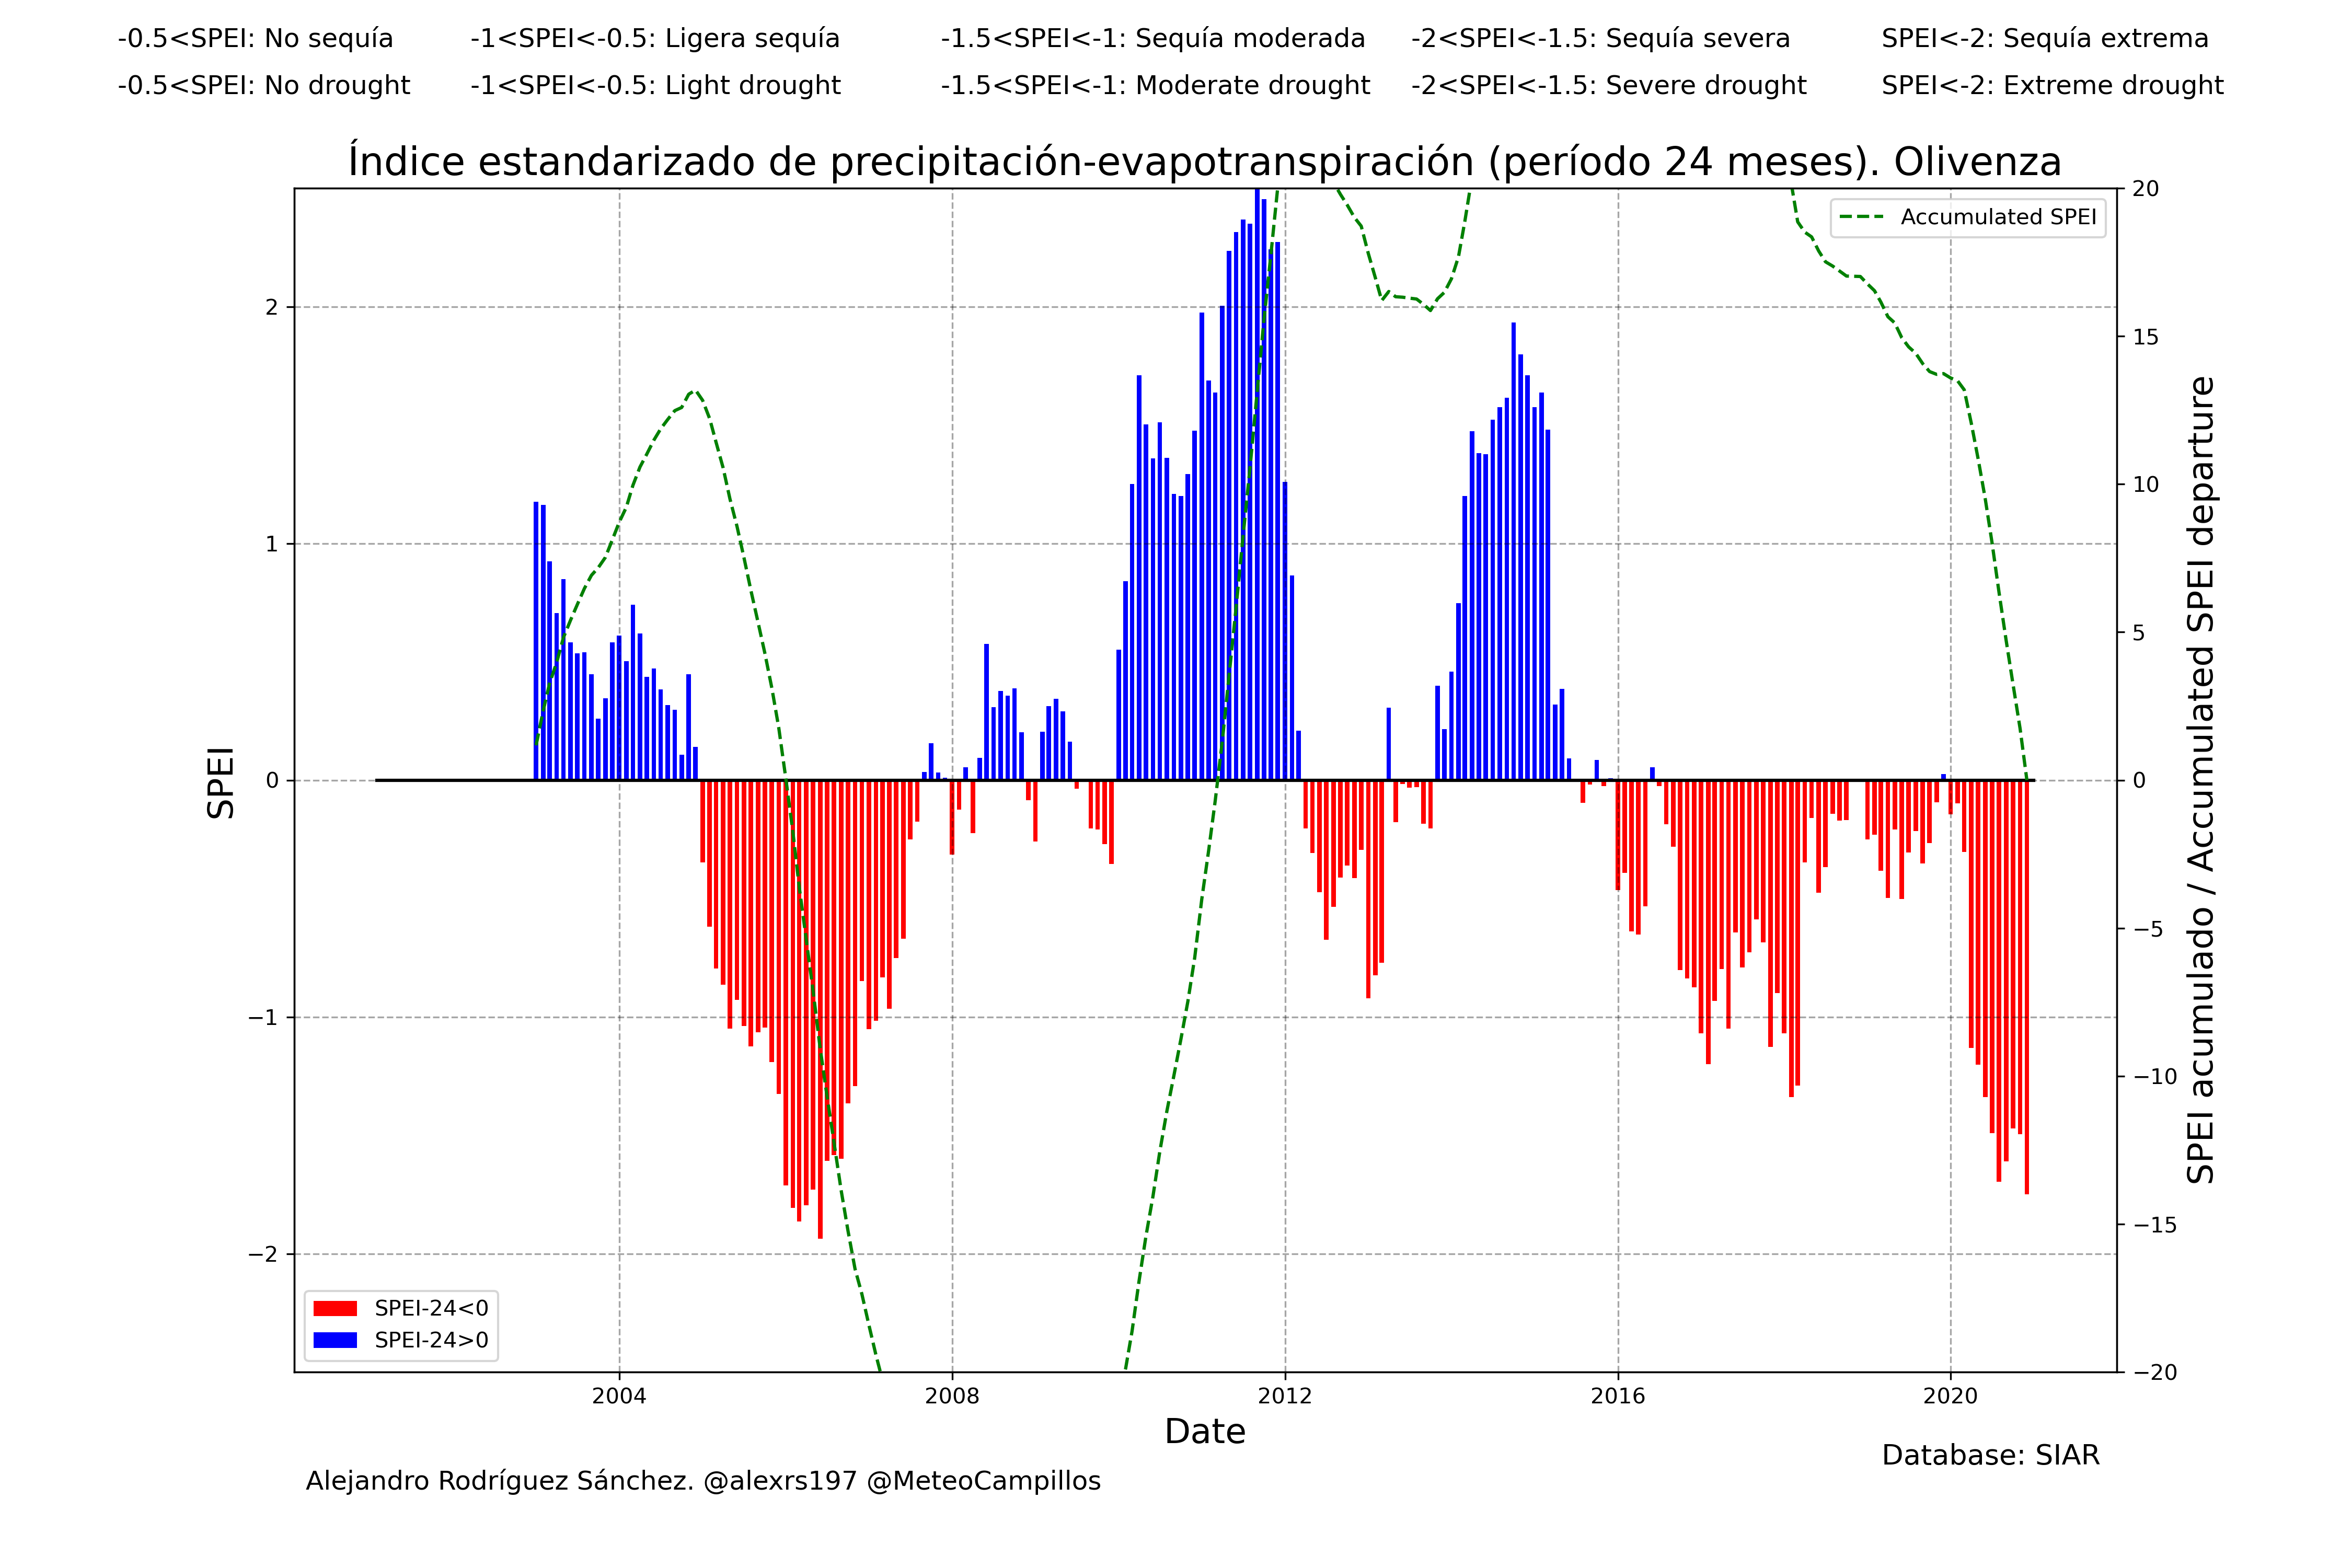 -0.5<SPEI: No sequía -1<SPEI<-0.5: Ligera sequía -1.5<SPEI<-1: Sequía moderada -2<SPEI<-1.5: Sequía severa SPEI<-2: Sequía extrema
-0.5<SPEI: No drought -1<SPEI<-0.5: Light drought -1.5<SPEI<-1: Moderate drought -2<SPEI<-1.5: Severe drought SPEI<-2: Extreme drought
Índice estandarizado de precipitación-evapotranspiración (período 24 meses). Olivenza
Accumulated SPEI
SPEI
2
1
0
−1
−2
20
15
10
5
0
−5
−10
−15
−20
SPEI acumulado / Accumulated SPEI departure
SPEI-24<0
SPEI-24>0
2004 2008 2012 2016 2020
Date
Database: SIAR
Alejandro Rodríguez Sánchez. @alexrs197 @MeteoCampillos